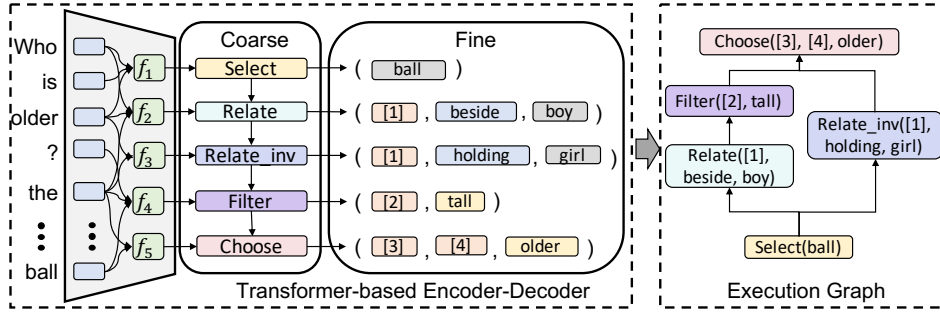 Who
is
older
?
the
ball
f1
f2
f3
f4
f5
Coarse
Select
Relate
Relate_inv
Filter
Choose
Fine
( ball )
( [1] , beside , boy )
( [1] , holding , girl )
( [2] , tall )
( [3] , [4] , older )
Transformer-based Encoder-Decoder
Choose([3], [4], older)
Filter([2], tall)
Relate_inv([1],
holding, girl)
Relate([1],
beside, boy)
Select(ball)
Execution Graph